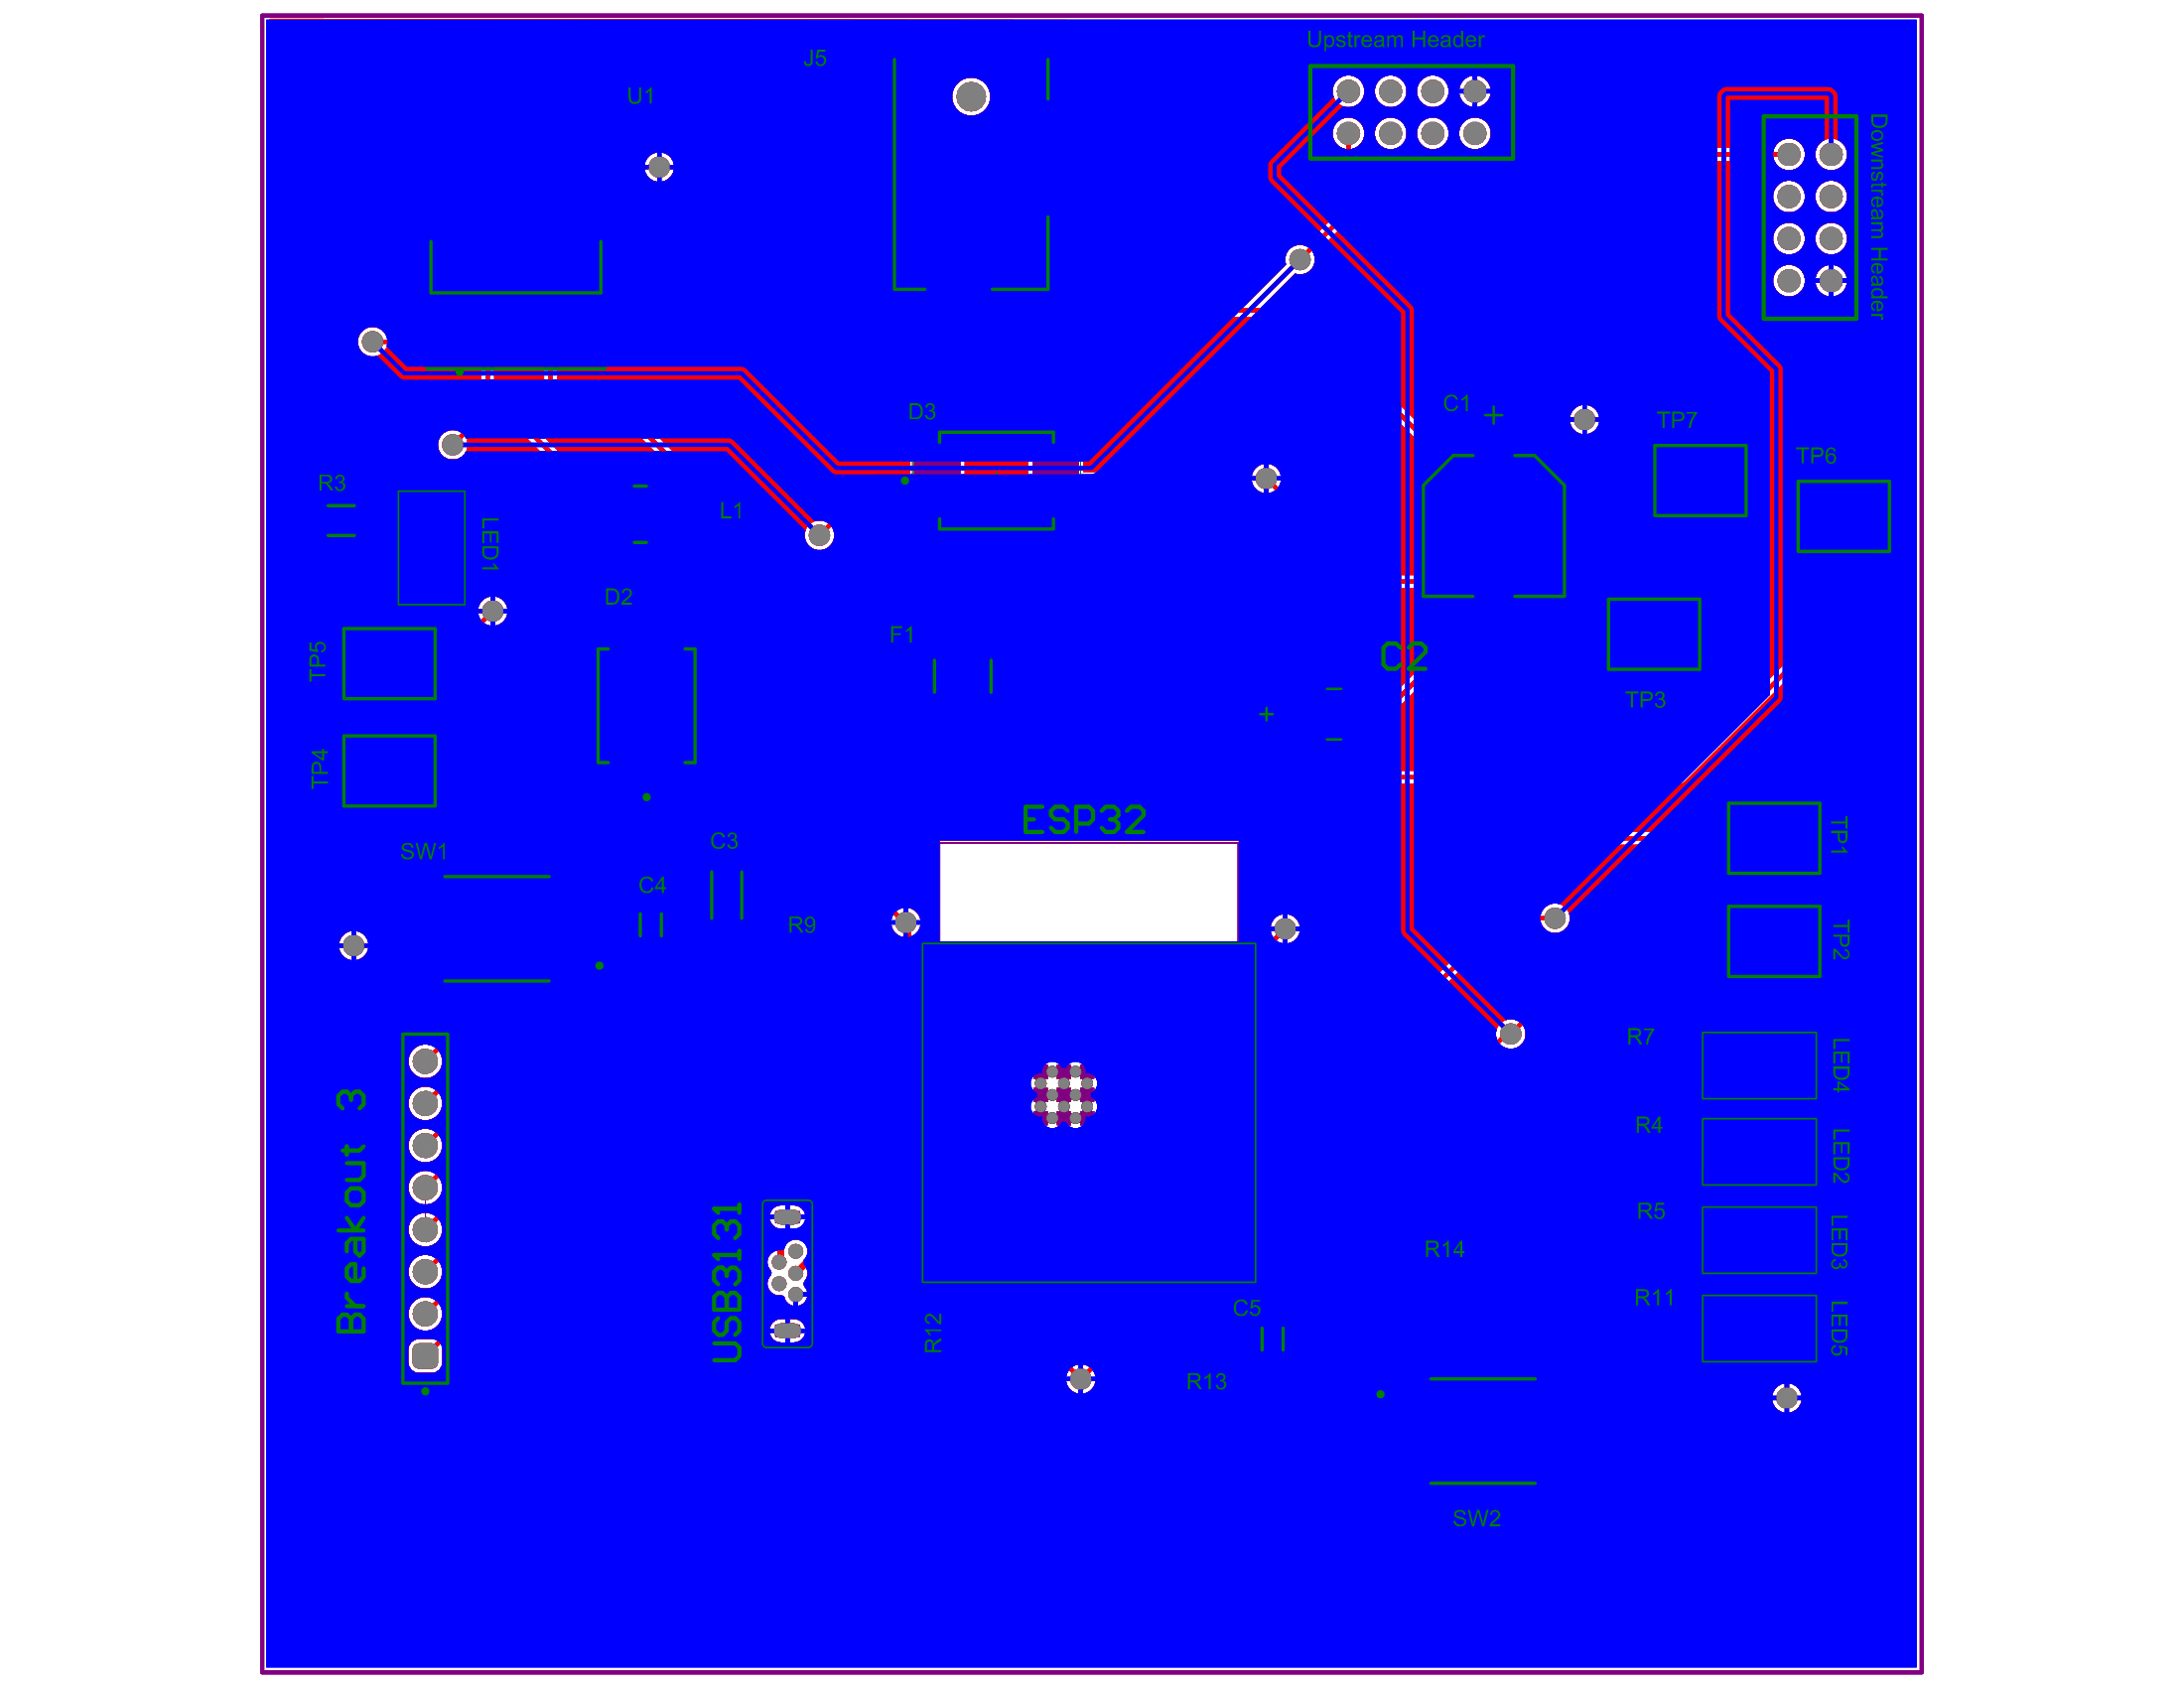 Upstream Header
J5
U1
Downstream Header
D3
C1
+
TP7
TP6
R3
L1
LED1
D2
F1
TP5
C2
TP3
+
TP4
ESP32
SW1
C3
C4
R9
TP1
TP2
R7
LED4
Breakout 3
R4
LED2
USB3131
R5
LED3
R14
R11
LED5
C5
R12
R13
SW2